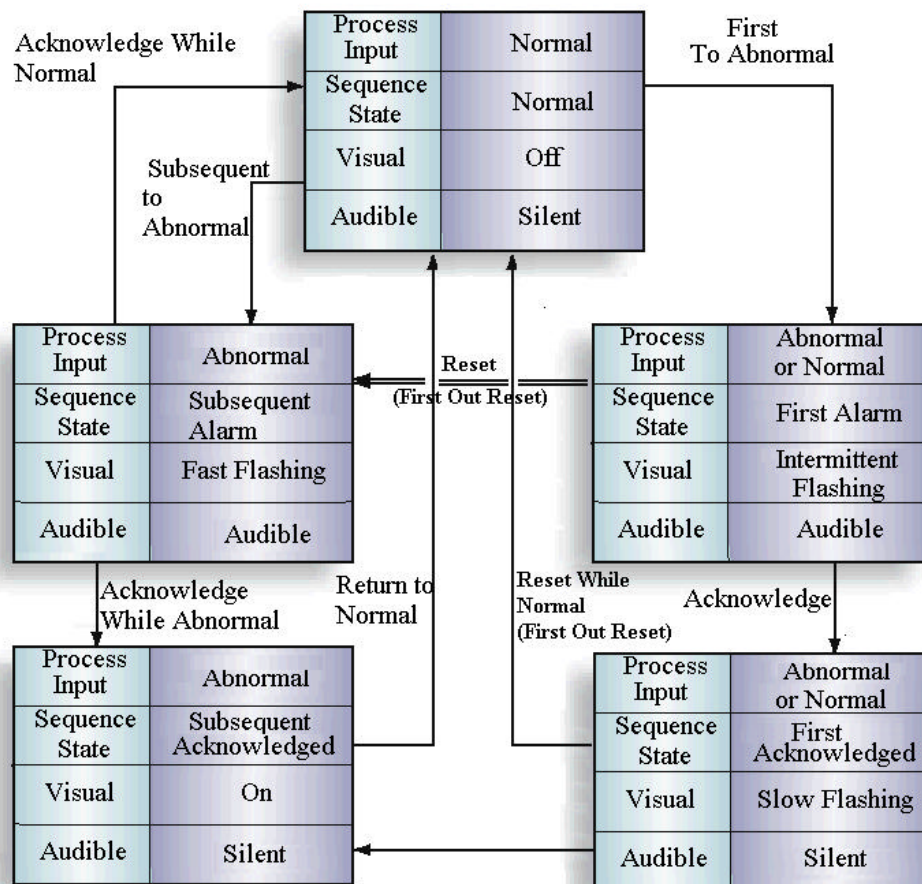 Acknowledge While
Normal
First
To Abnormal
Process
Input
Normal
Sequence
State
Normal
Visual
Off
Audible
Silent
Subsequent
to
Abnormal
Process
Input
Abnormal
Sequence
State
Subsequent
Alarm
Visual
Fast Flashing
Audible
Audible
Reset
(First Out Reset)
Process
Input
Abnormal
or Normal
Sequence
State
First Alarm
Visual
Intermittent
Flashing
Audible
Audible
Acknowledge
While Abnormal
Return to
Normal
Reset While
Normal
(First Out Reset)
Acknowledge
Process
Input
Abnormal
Sequence
State
Subsequent
Acknowledged
Visual
On
Audible
Silent
Process
Input
Abnormal
or Normal
Sequence
State
First
Acknowledged
Visual
Slow Flashing
Audible
Silent